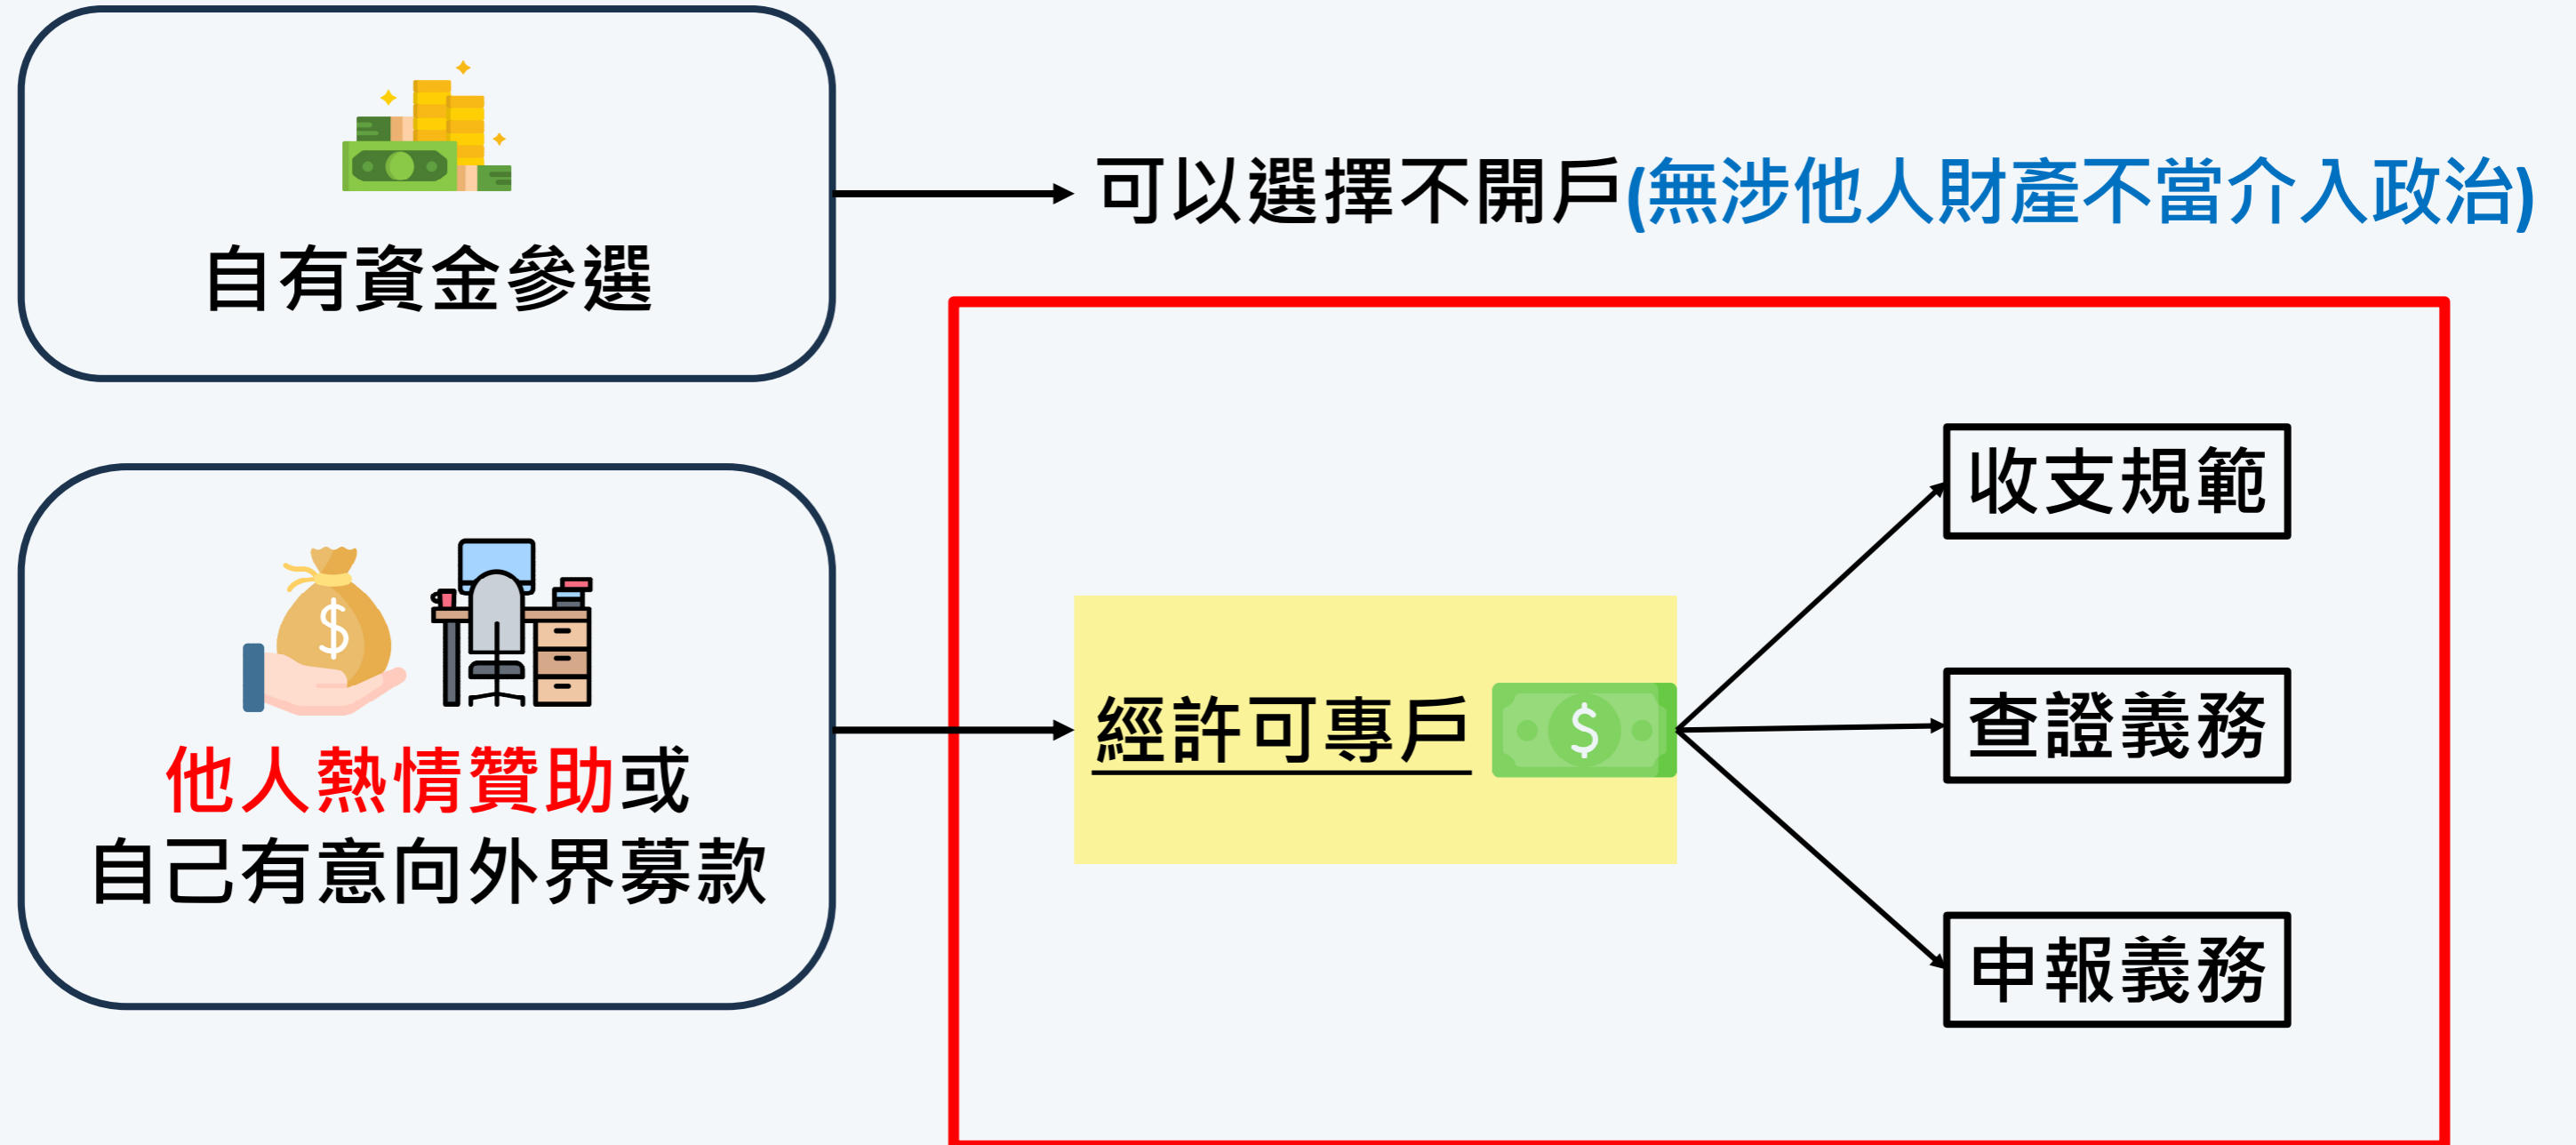 自有資金參選
可以選擇不開戶(無涉他人財產不當介入政治)
他人熱情贊助或
自己有意向外界募款
經許可專戶
收支規範
查證義務
申報義務